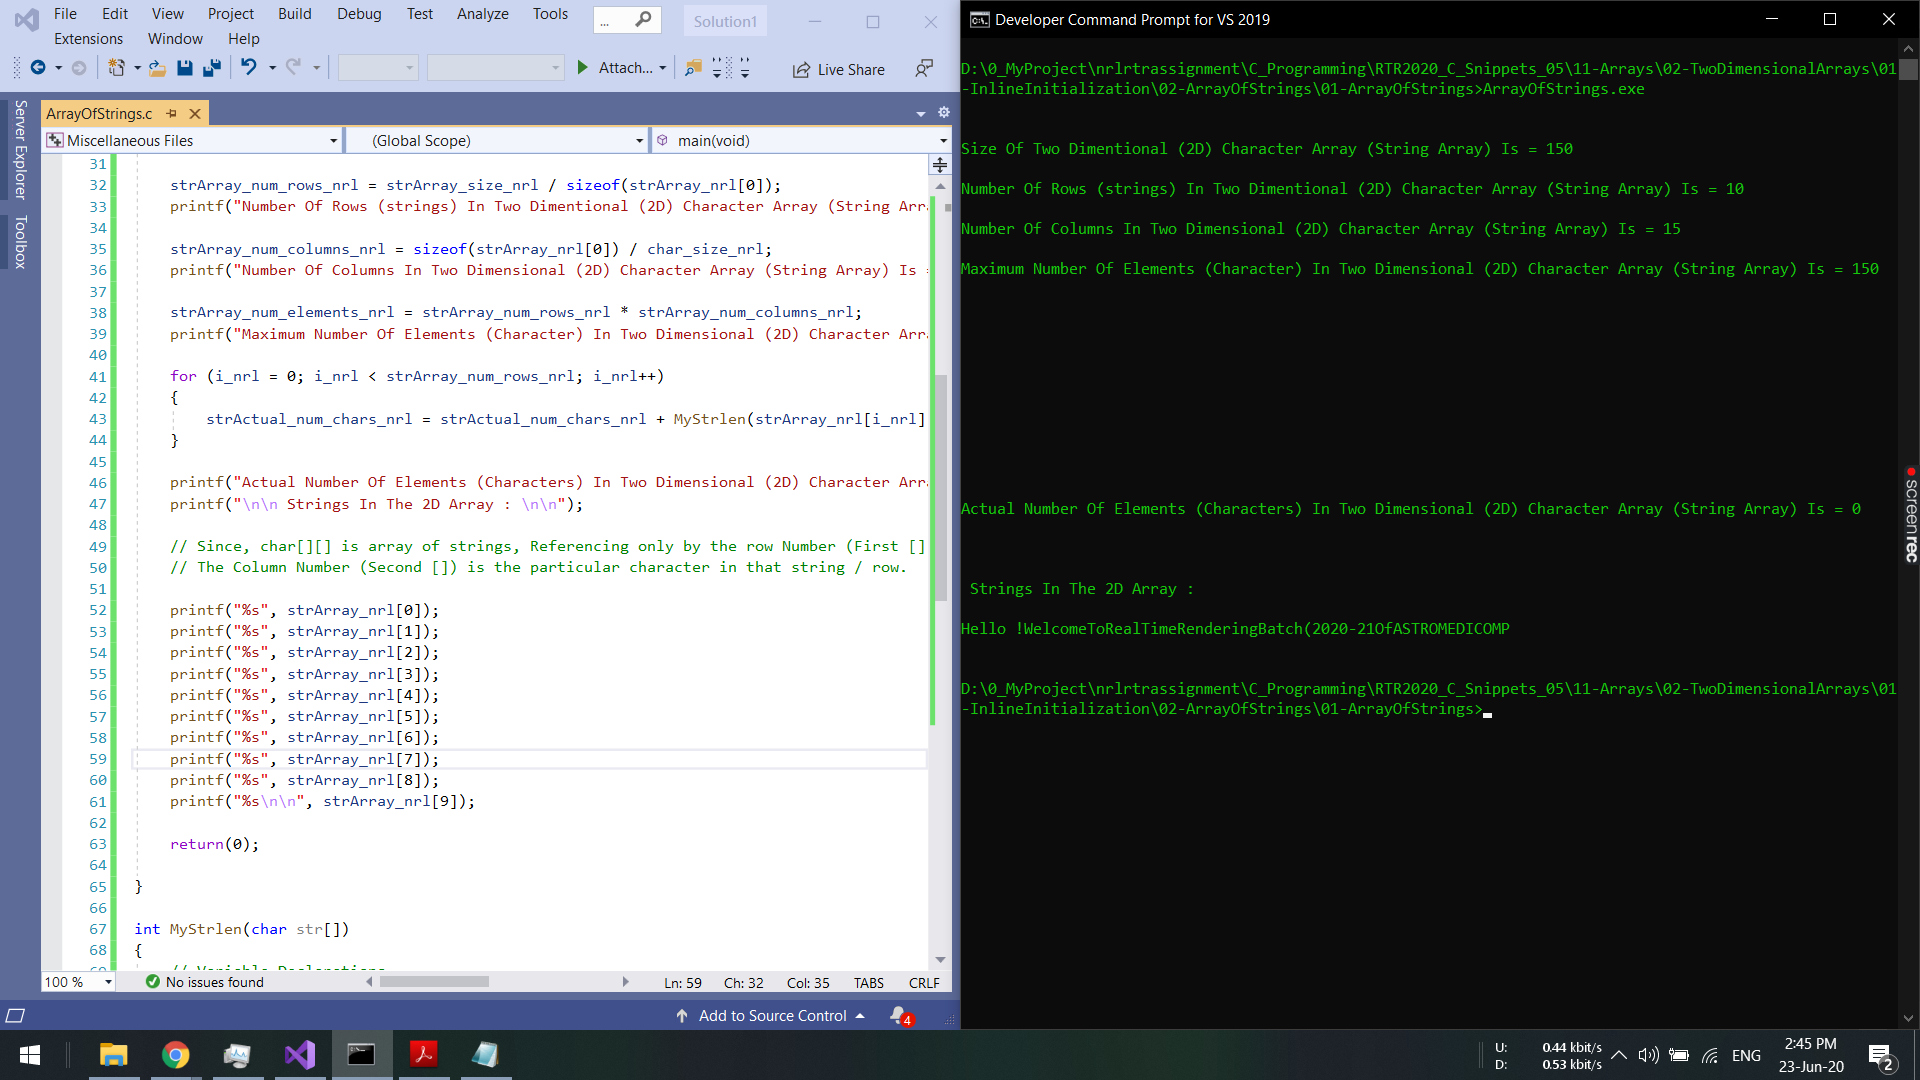 File Edit View Project Build Debug Test Analyze Tools ... Solution1
Extensions Window Help
Attach... Live Share
Server Explorer
Toolbox
ArrayOfStrings.c
Miscellaneous Files (Global Scope) main(void)
31
32 strArray_num_rows_nrl = strArray_size_nrl / sizeof(strArray_nrl[0]);
33 printf("Number Of Rows (strings) In Two Dimentional (2D) Character Array (String Arr
34
35 strArray_num_columns_nrl = sizeof(strArray_nrl[0]) / char_size_nrl;
36 printf("Number Of Columns In Two Dimensional (2D) Character Array (String Array) Is =
37
38 strArray_num_elements_nrl = strArray_num_rows_nrl * strArray_num_columns_nrl;
39 printf("Maximum Number Of Elements (Character) In Two Dimensional (2D) Character Arr
40
41 for (i_nrl = 0; i_nrl < strArray_num_rows_nrl; i_nrl++)
42 {
43 strActual_num_chars_nrl = strActual_num_chars_nrl + MyStrlen(strArray_nrl[i_nrl]
44 }
45
46 printf("Actual Number Of Elements (Characters) In Two Dimensional (2D) Character Arr
47 printf("\n\n Strings In The 2D Array : \n\n");
48
49 // Since, char[][] is array of strings, Referencing only by the row Number (First []
50 // The Column Number (Second []) is the particular character in that string / row.
51
52 printf("%s", strArray_nrl[0]);
53 printf("%s", strArray_nrl[1]);
54 printf("%s", strArray_nrl[2]);
55 printf("%s", strArray_nrl[3]);
56 printf("%s", strArray_nrl[4]);
57 printf("%s", strArray_nrl[5]);
58 printf("%s", strArray_nrl[6]);
59 printf("%s", strArray_nrl[7]);
60 printf("%s", strArray_nrl[8]);
61 printf("%s\n\n", strArray_nrl[9]);
62
63 return(0);
64
65 }
66
67 int MyStrlen(char str[])
68 {
69 // Variable Declarations
100 % No issues found Ln: 59 Ch: 32 Col: 35 TABS CRLF
Add to Source Control 4
Developer Command Prompt for VS 2019
D:\0_MyProject\nrlrtrassignment\C_Programming\RTR2020_C_Snippets_05\11-Arrays\02-TwoDimensionalArrays\01
-InlineInitialization\02-ArrayOfStrings\01-ArrayOfStrings>ArrayOfStrings.exe
Size Of Two Dimentional (2D) Character Array (String Array) Is = 150
Number Of Rows (strings) In Two Dimentional (2D) Character Array (String Array) Is = 10
Number Of Columns In Two Dimensional (2D) Character Array (String Array) Is = 15
Maximum Number Of Elements (Character) In Two Dimensional (2D) Character Array (String Array) Is = 150
Actual Number Of Elements (Characters) In Two Dimensional (2D) Character Array (String Array) Is = 0
Strings In The 2D Array :
Hello !WelcomeToRealTimeRenderingBatch(2020-21OfASTROMEDICOMP
D:\0_MyProject\nrlrtrassignment\C_Programming\RTR2020_C_Snippets_05\11-Arrays\02-TwoDimensionalArrays\01
-InlineInitialization\02-ArrayOfStrings\01-ArrayOfStrings>
screenrec
U: 0.44 kbit/s
D: 0.53 kbit/s
ENG
2:45 PM
23-Jun-20
2